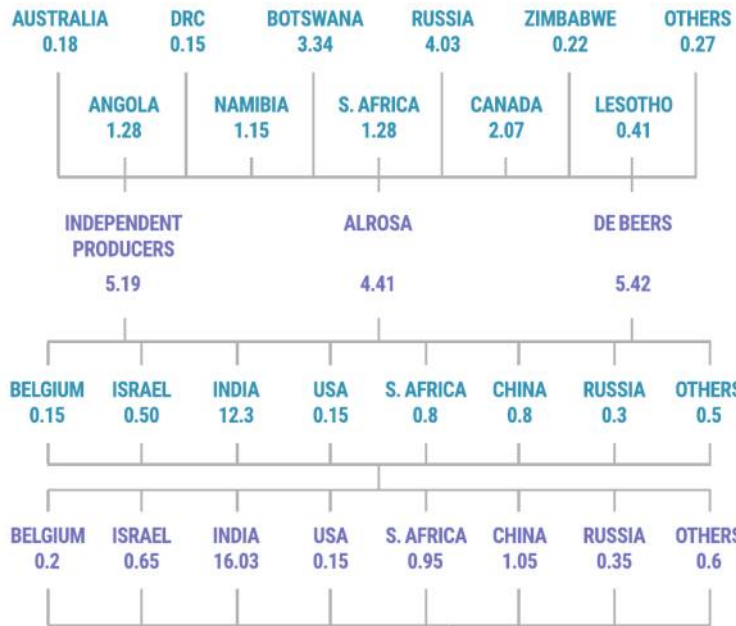 AUSTRALIA DRC BOTSWANA RUSSIA ZIMBABWE OTHERS
0.18 0.15 3.34 4.03 0.22 0.27
ANGOLA NAMIBIA S. AFRICA CANADA LESOTHO
1.28 1.15 1.28 2.07 0.41
INDEPENDENT ALROSA DE BEERS
PRODUCERS
5.19 4.41 5.42
BELGIUM ISRAEL INDIA USA S. AFRICA CHINA RUSSIA OTHERS
0.15 0.50 12.3 0.15 0.8 0.8 0.3 0.5
BELGIUM ISRAEL INDIA USA S. AFRICA CHINA RUSSIA OTHERS
0.2 0.65 16.03 0.15 0.95 1.05 0.35 0.6